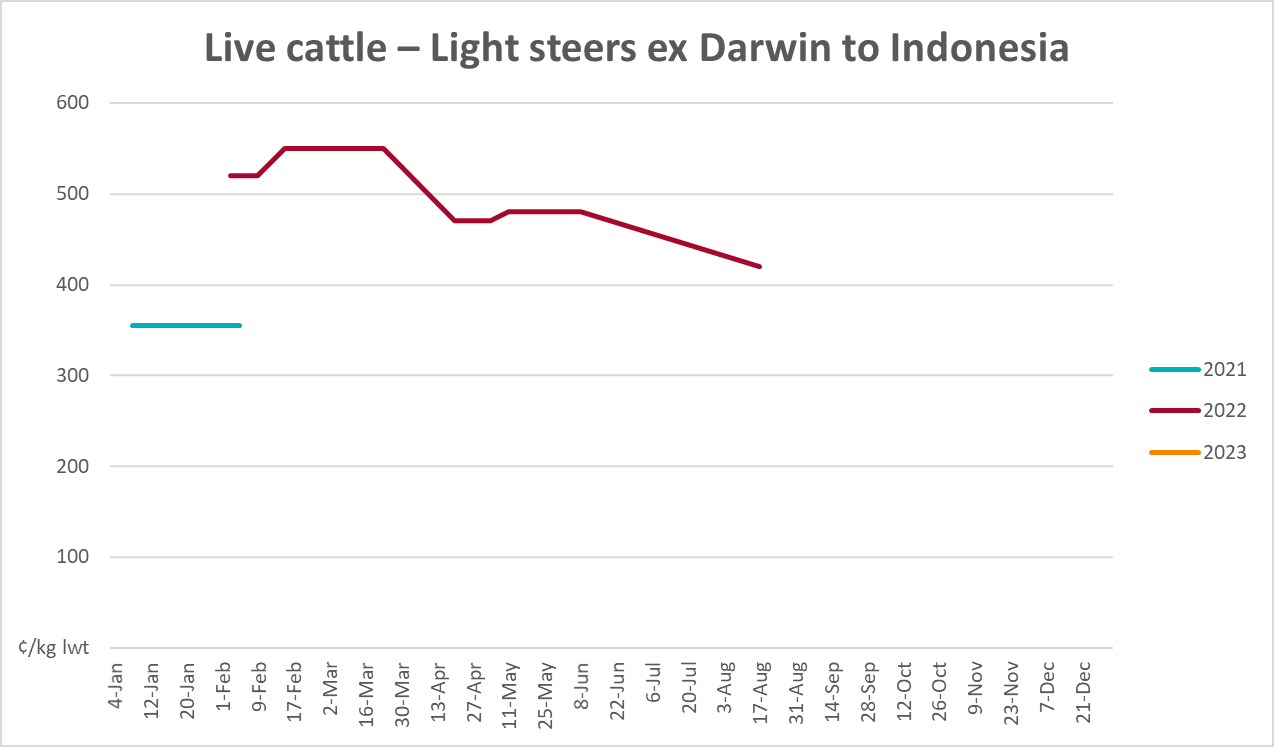 Live cattle – Light steers ex Darwin to Indonesia
600
500
400
300
200
100
¢/kg lwt
4-Jan
12-Jan
20-Jan
1-Feb
9-Feb
17-Feb
2-Mar
16-Mar
30-Mar
13-Apr
27-Apr
11-May
25-May
8-Jun
22-Jun
6-Jul
20-Jul
3-Aug
17-Aug
31-Aug
14-Sep
28-Sep
12-Oct
26-Oct
9-Nov
23-Nov
7-Dec
21-Dec
2021
2022
2023